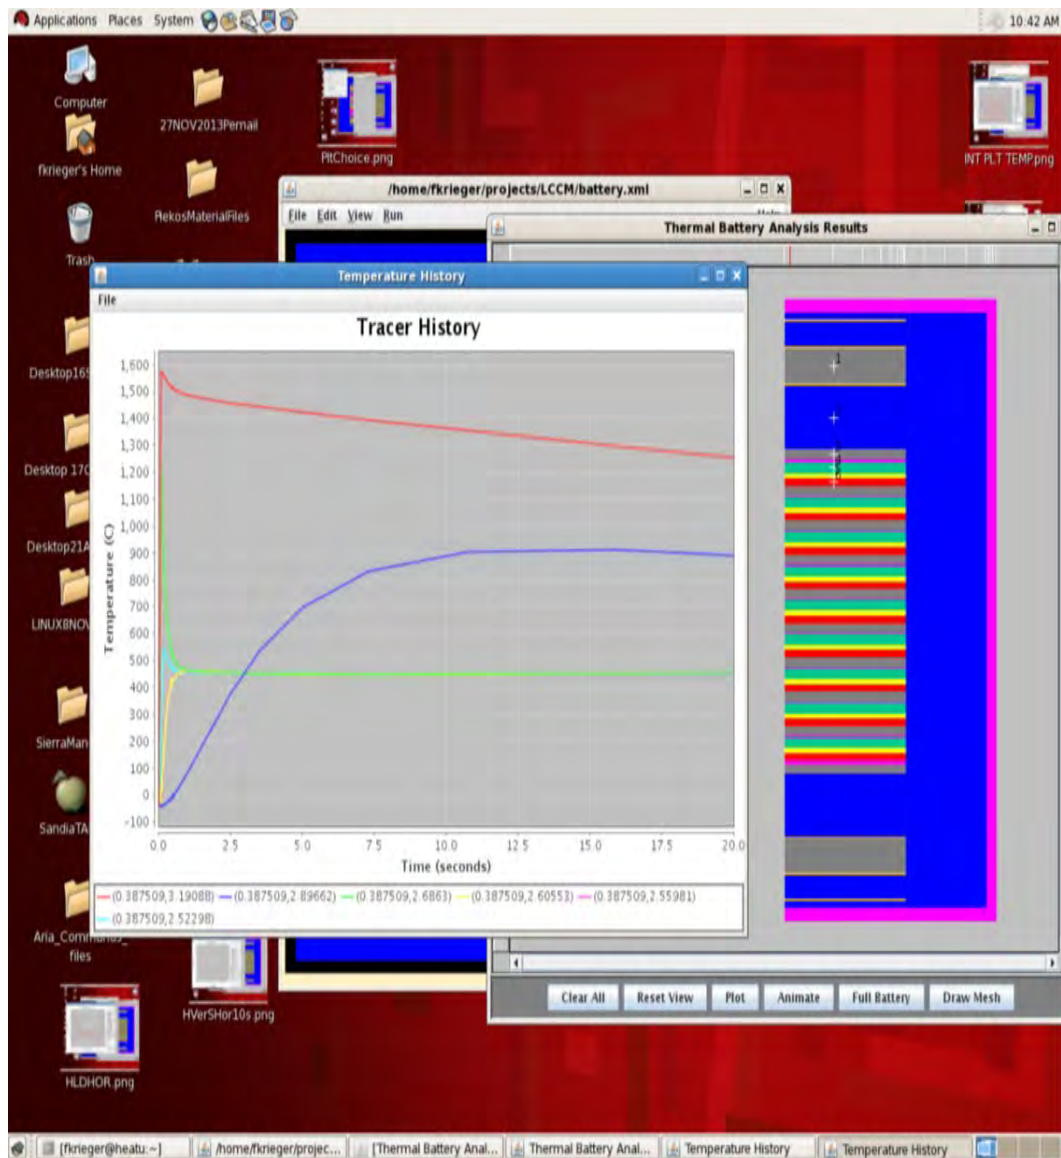 Applications Places System 10:42 AM
Computer
27NOV2013Pemail
fkrieger's Home
PltChoice.png
INT PLT TEMP.png
RekosMaterialFiles
Trash
/home/fkrieger/projects/LCCM/battery.xml
File Edit View Run
Thermal Battery Analysis Results
Temperature History
File
Tracer History
1,600
1,500
1,400
1,300
1,200
1,100
1,000
900
800
700
600
500
400
300
200
100
0
-100
Temperature (C)
0.0 2.5 5.0 7.5 10.0 12.5 15.0 17.5 20.0
Time (seconds)
(0.387509,3.19088) (0.387509,2.89662) (0.387509,2.6863) (0.387509,2.60553) (0.387509,2.55981)
(0.387509,2.52298)
1
Desktop16
Desktop 17
Desktop21A
LINUX8NOV
SierraMan
SandiaTA
files
HVerSHor10s.png
HLDHOR.png
Clear All Reset View Plot Animate Full Battery Draw Mesh
[fkrieger@heatu:~] /home/fkrieger/projec... [Thermal Battery Anal... Thermal Battery Anal... Temperature History Temperature History